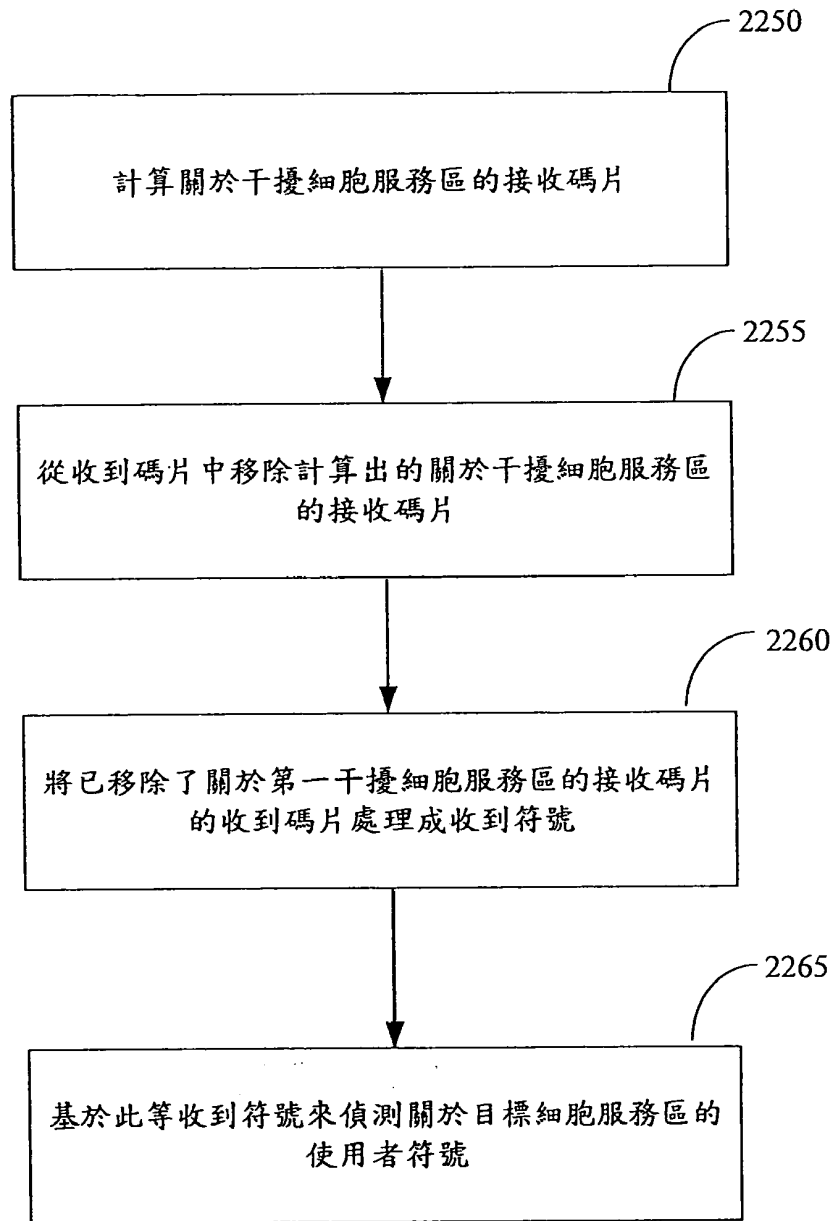 2250
計算關於干擾細胞服務區的接收碼片
2255
從收到碼片中移除計算出的關於干擾細胞服務區
的接收碼片
2260
將已移除了關於第一干擾細胞服務區的接收碼片
的收到碼片處理成收到符號
2265
基於此等收到符號來偵測關於目標細胞服務區的
使用者符號